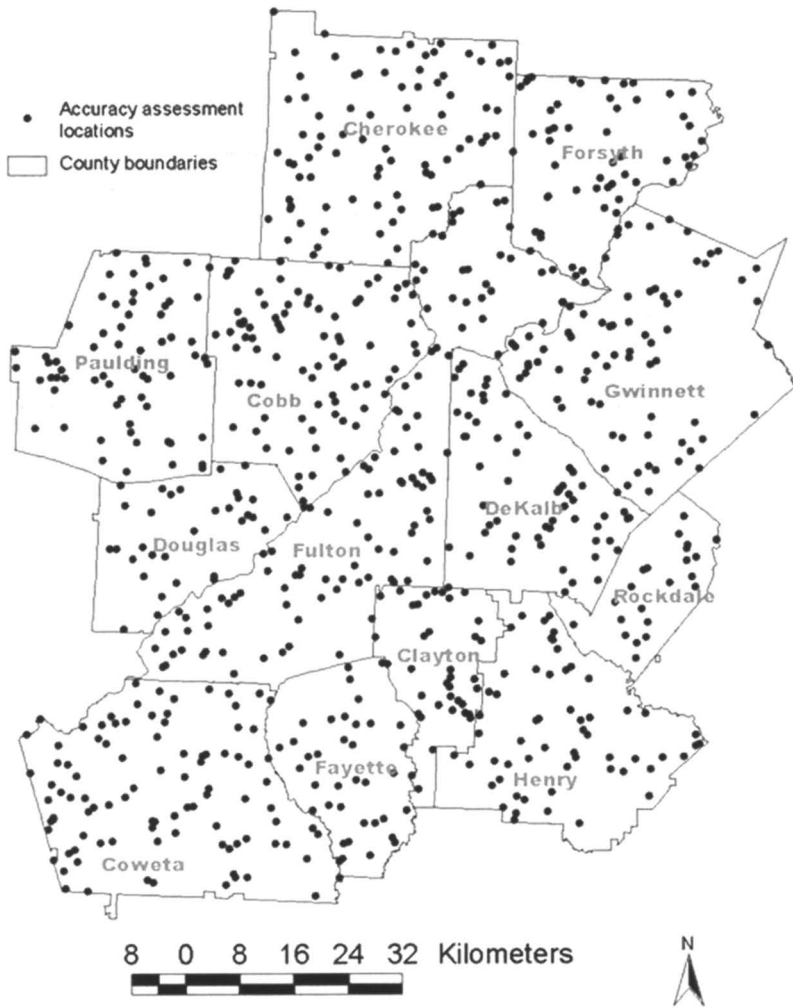 Accuracy assessment
locations
County boundaries
Cherokee
Forsyth
Paulding
Cobb
Gwinnett
DeKalb
Douglas
Fulton
Rockdale
Clayton
Fayette
Henry
Coweta
8 0 8 16 24 32 Kilometers
N